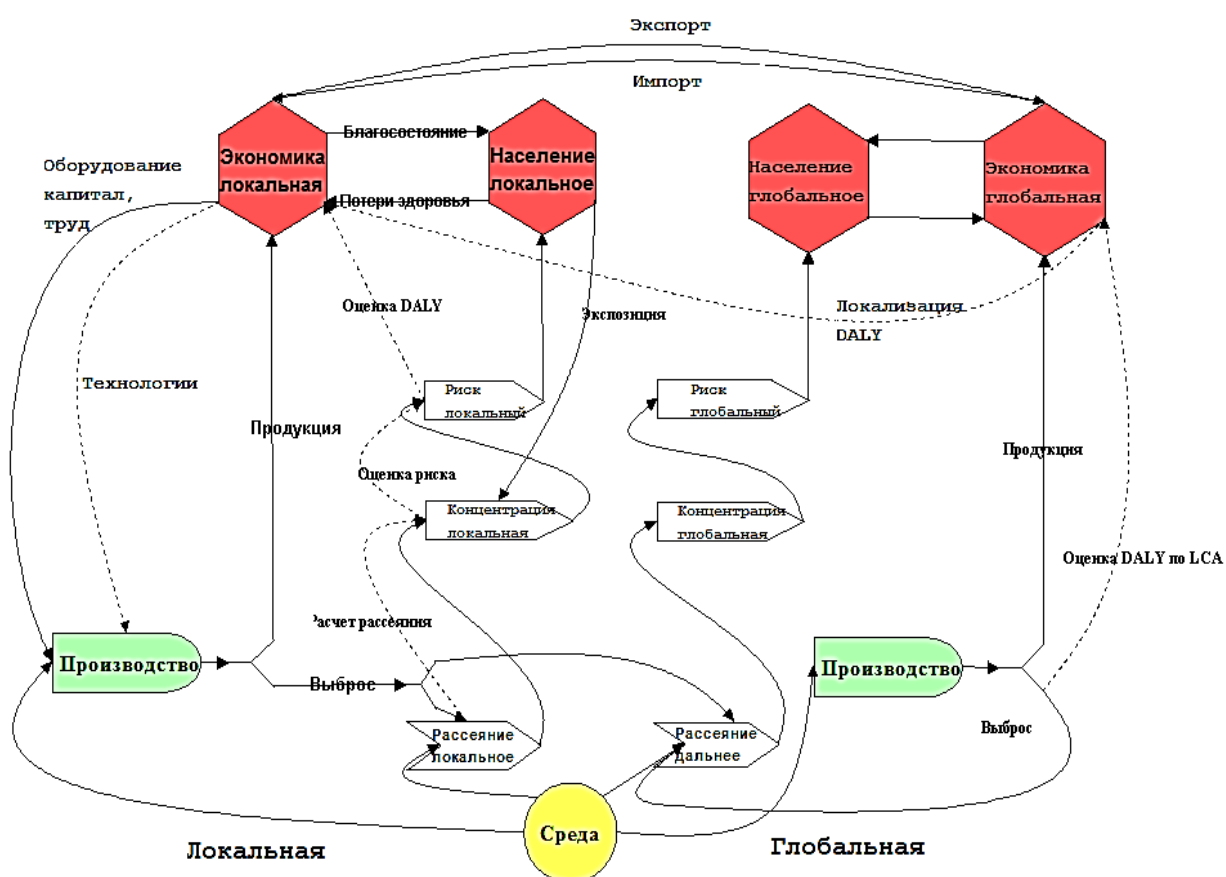 Экспорт
Импорт
Благосостояние
Экономика
локальная
Население
локальное
Население
глобальное
Экономика
глобальная
Оборудование
капитал,
труд
Потери здоровья
Оценка DALY
Экспозиция
Локализация
DALY
Технологии
Риск
локальный
Риск
глобальный
Продукция
Продукция
Оценка риска
Концентрация
локальная
Концентрация
глобальная
Оценка DALY по LCA
Расчет рассеяния
Производство
Производство
Выброс
Выброс
Рассеяние
локальное
Рассеяние
дальнее
Среда
Локальная
Глобальная